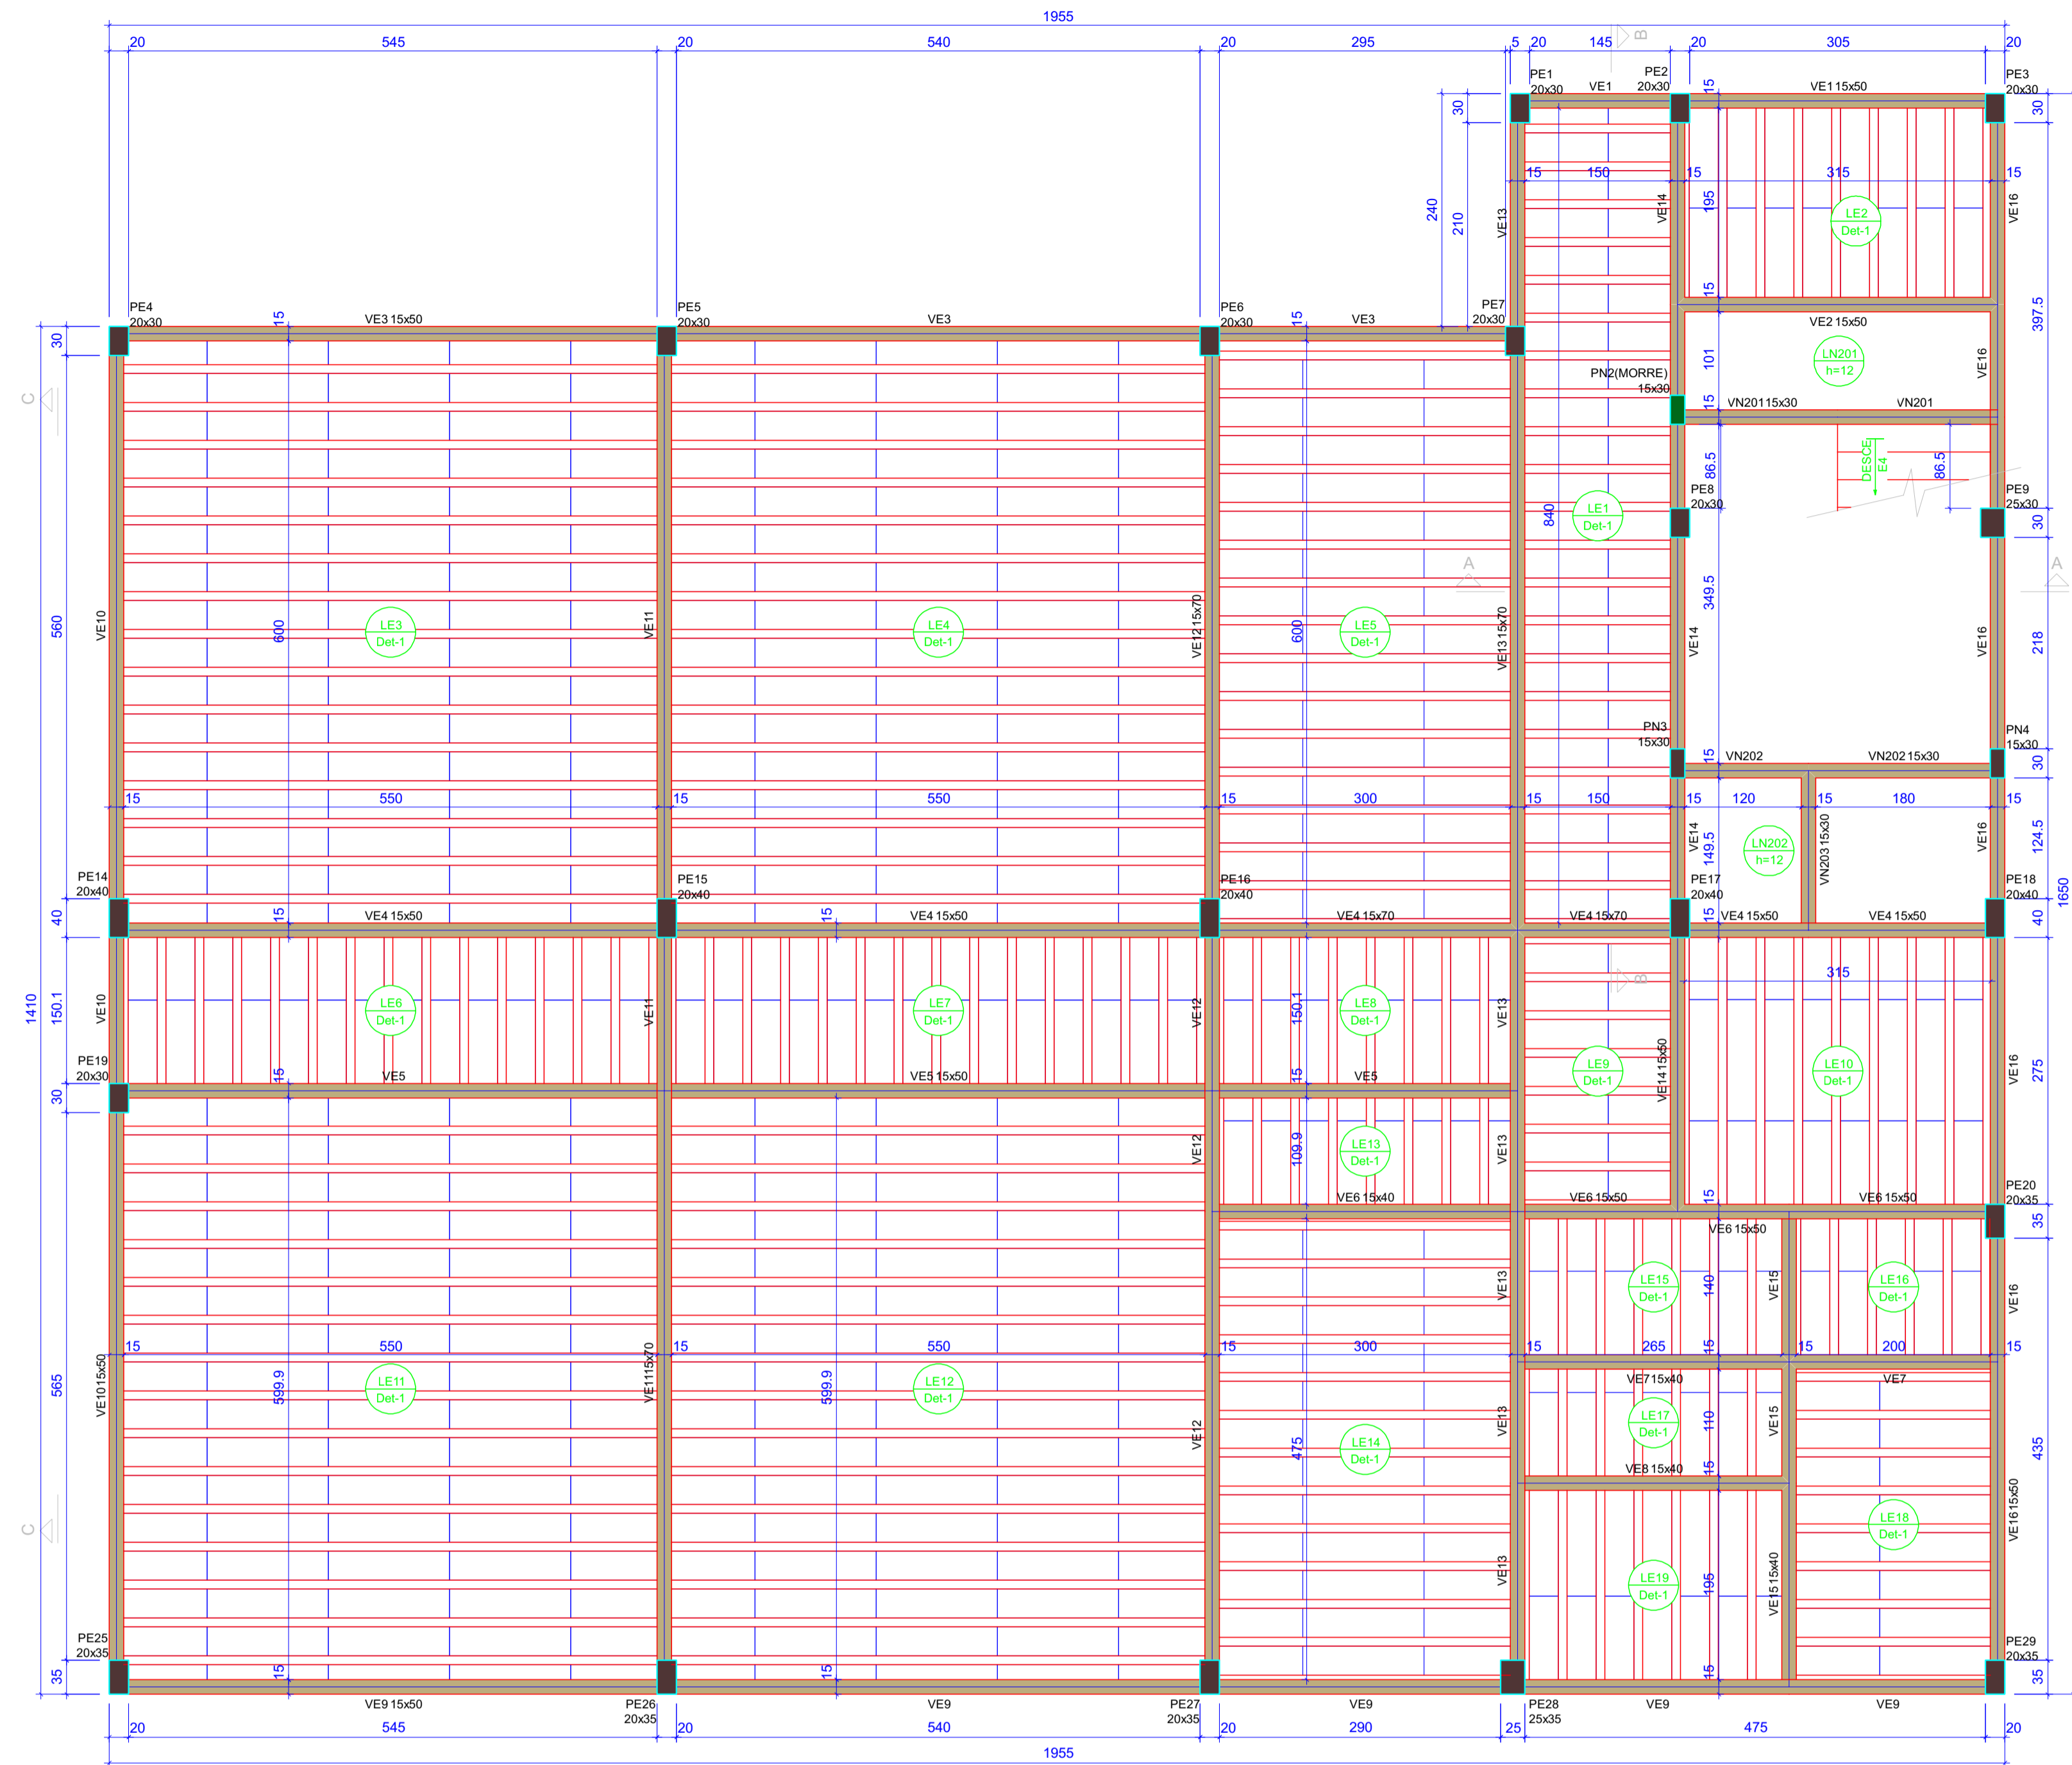 1955
20 545 20 540 20 295 5 20 145 20 305 20
B
PE1
20x30
VE1
PE2
20x30
15
VE1 15x50
PE3
20x30
30
30
240
210
15 150 15 315 15
195
VE13
VE14
VE16
LE2
Det-1
397.5
PE4
20x30
VE3 15x50
15
PE5
20x30
VE3
PE6
20x30
15
VE3
PE7
20x30
15
VE2 15x50
30
LN201
h=12
101
VE16
PN2(MORRE)
15x30
15
VN201 15x30
VN201
C
DESCE
E4
86.5
86.5
PE8
20x30
PE9
25x30
30
LE1
Det-1
840
A
A
560
VE10
600
LE3
Det-1
VE11
LE4
Det-1
VE12 15x70
600
LE5
Det-1
VE13 15x70
349.5
VE14
VE16
218
PN3
15x30
PN4
15x30
15
VN202
VN202 15x30
30
15 550 15 550 15 300 15 150 15 120 15 180 15
VE14
149.5
LN202
h=12
VN203 15x30
VE16
124.5
1650
PE14
20x40
PE15
20x40
PE16
20x40
PE17
20x40
PE18
20x40
40
15
VE4 15x50
15
VE4 15x50
VE4 15x70
VE4 15x70
15
VE4 15x50
VE4 15x50
40
B
315
1410
150.1
VE10
LE6
Det-1
VE11
LE7
Det-1
VE12
150.1
LE8
Det-1
VE13
LE9
Det-1
VE14 15x50
LE10
Det-1
VE16
275
PE19
20x30
30
15
VE5
VE5 15x50
15
VE5
VE12
109.9
LE13
Det-1
VE13
VE6 15x40
VE6 15x50
15
VE6 15x50
PE20
20x35
35
VE6 15x50
VE13
LE15
Det-1
140
VE15
LE16
Det-1
VE16
15 550 15 550 15 300 15 265 15 15 200 15
565
VE10 15x50
599.9
LE11
Det-1
VE11 15x70
599.9
LE12
Det-1
VE7 15x40
VE7
VE12
475
LE14
Det-1
VE13
LE17
Det-1
110
VE15
435
VE8 15x40
15
C
LE18
Det-1
VE16 15x50
VE13
LE19
Det-1
195
VE15 15x40
PE25
20x35
35
15
15
15
PE29
20x35
35
VE9 15x50
PE26
20x35
VE9
PE27
20x35
VE9
PE28
25x35
VE9
VE9
20 545 20 540 20 290 25 475 20
1955